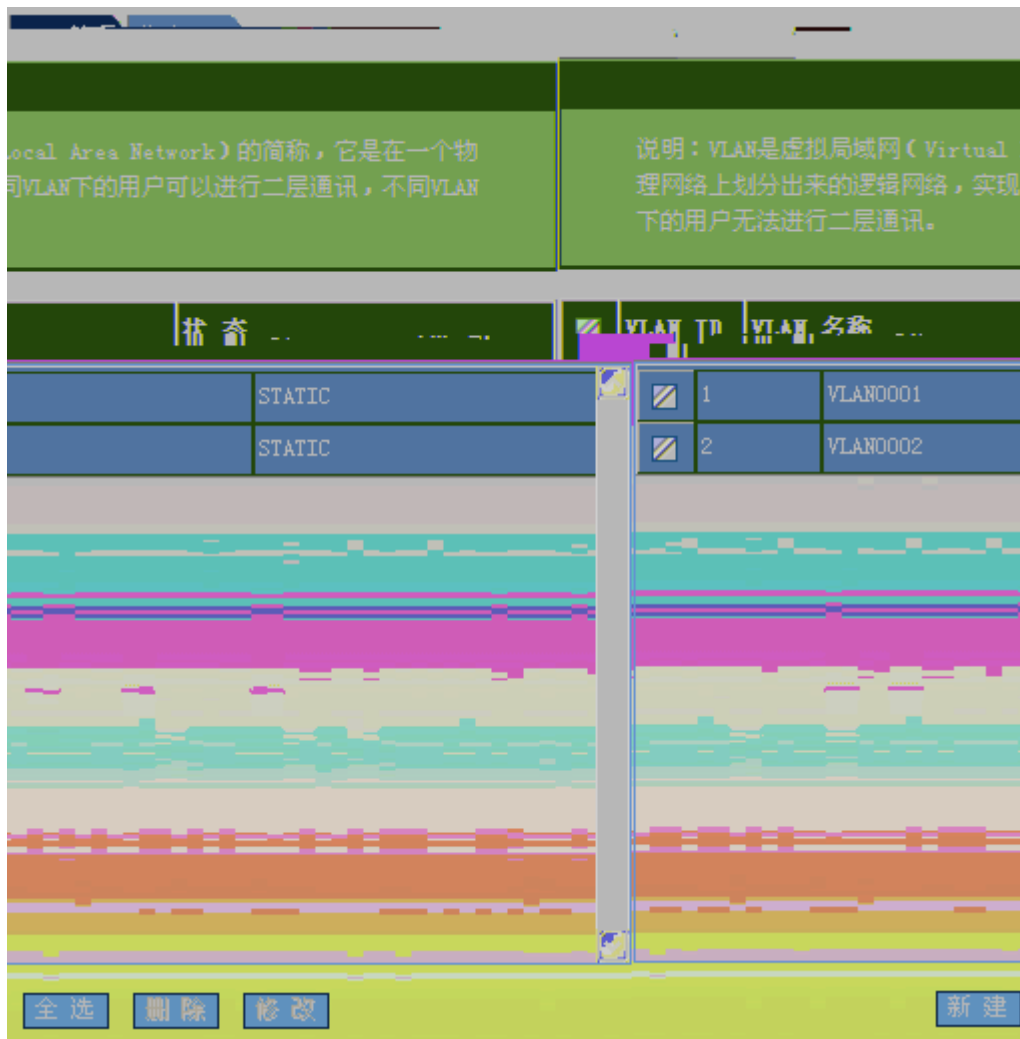 Local Area Network)的简称，它是在一个物
同VLAN下的用户可以进行二层通讯，不同VLAN
说明：VLAN是虚拟局域网(Virtual
理网络上划分出来的逻辑网络，实现
下的用户无法进行二层通讯。
状态
VLAN ID VLAN 名称
STATIC
1 VLAN0001
STATIC
2 VLAN0002
全选 删除 修改 新建